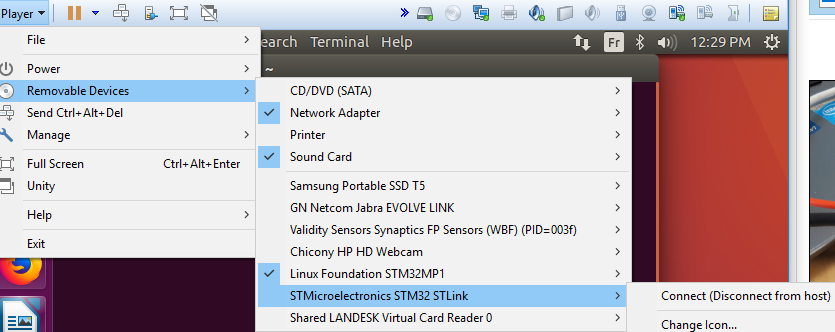 Player
File
earch Terminal Help
Fr
12:29 PM
Power
~
Removable Devices
CD/DVD (SATA)
Send Ctrl+Alt+Del
Network Adapter
Manage
Printer
Full Screen Ctrl+Alt+Enter
Sound Card
Unity
Samsung Portable SSD T5
Help
GN Netcom Jabra EVOLVE LINK
Validity Sensors Synaptics FP Sensors (WBF) (PID=003f)
Exit
Chicony HP HD Webcam
Linux Foundation STM32MP1
STMicroelectronics STM32 STLink
Connect (Disconnect from host)
Shared LANDESK Virtual Card Reader 0
Change Icon...